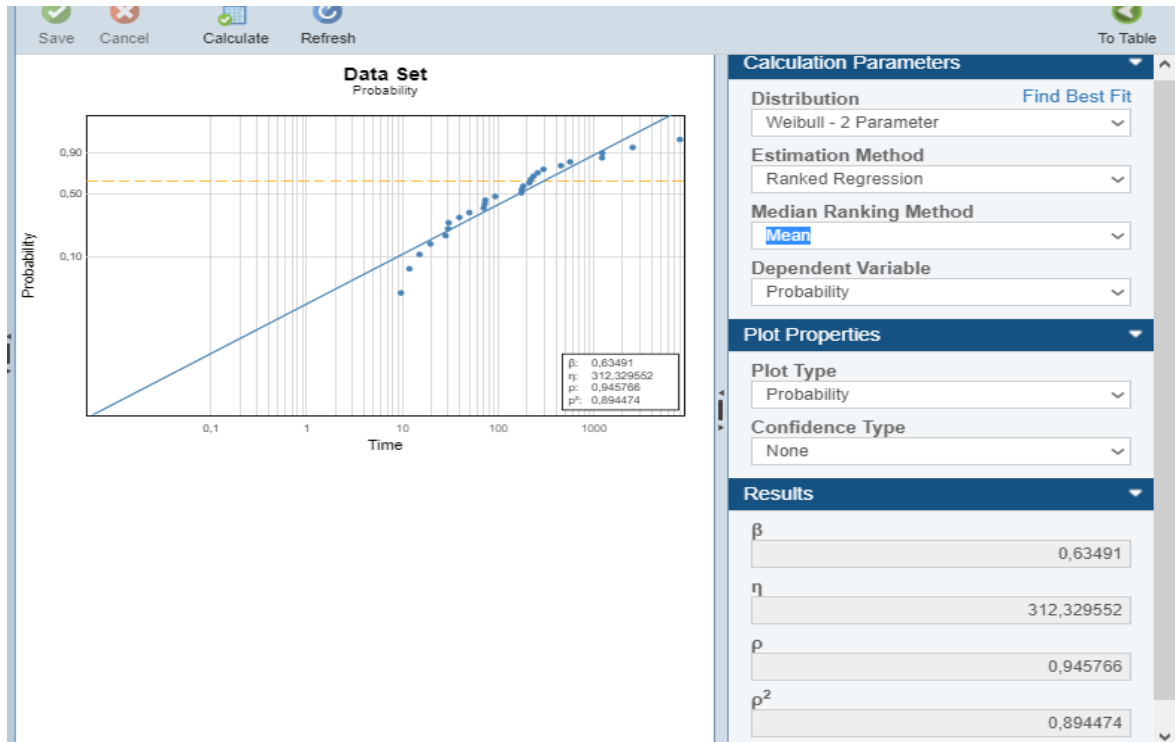 Save Cancel Calculate Refresh To Table
Data Set
Probability
0,90
0,50
0,10
Probability
0,1 1 10 100 1000
Time
β: 0,63491
η: 312,329552
ρ: 0,945766
ρ²: 0,894474
Calculation Parameters
Distribution Find Best Fit
Weibull - 2 Parameter
Estimation Method
Ranked Regression
Median Ranking Method
Mean
Dependent Variable
Probability
Plot Properties
Plot Type
Probability
Confidence Type
None
Results
β
0,63491
η
312,329552
ρ
0,945766
ρ²
0,894474